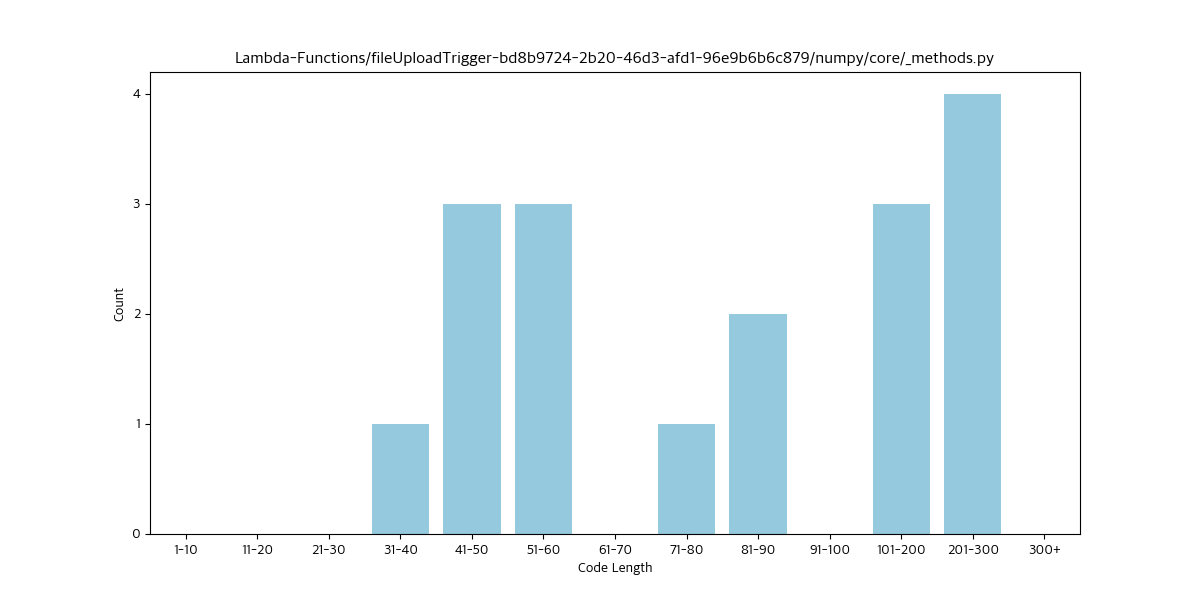 Lambda-Functions/fileUploadTrigger-bd8b9724-2b20-46d3-afd1-96e9b6b6c879/numpy/core/_methods.py
4
3
2
1
0
Count
1-10 11-20 21-30 31-40 41-50 51-60 61-70 71-80 81-90 91-100 101-200 201-300 300+
Code Length